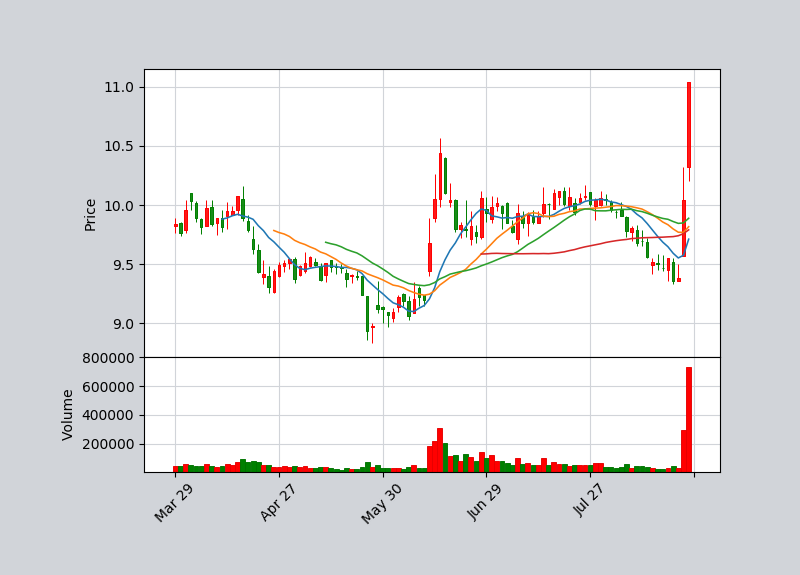 11.0
10.5
10.0
9.5
9.0
Price
800000
600000
400000
200000
Volume
Mar 29
Apr 27
May 30
Jun 29
Jul 27